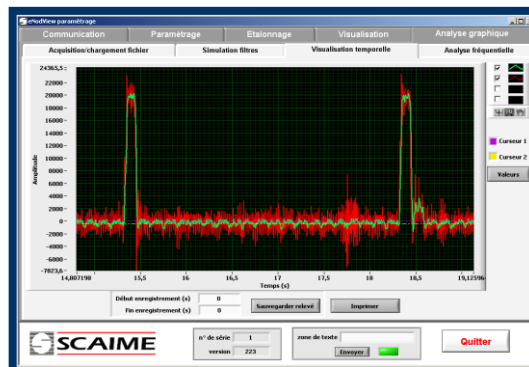 eNodView paramètrage
Communication Paramétrage Etalonnage Visualisation Analyse graphique
Acquisition/chargement fichier Simulation filtres Visualisation temporelle Analyse fréquentielle
24365,5
22000
20000
18000
16000
14000
12000
10000
8000
6000
4000
2000
0
-2000
-4000
-6000
-7823,6
Amplitude
14,807198 15,5 16 16,5 17 17,5 18 18,5 19,12596
Temps (s)
Curseur 1
Curseur 2
Valeurs
Début enregistrement (s) 0
Fin enregistrement (s) 0
Sauvegarder relevé
Imprimer
SCAIME
n° de série 1
version 223
zone de texte
Envoyer
Quitter